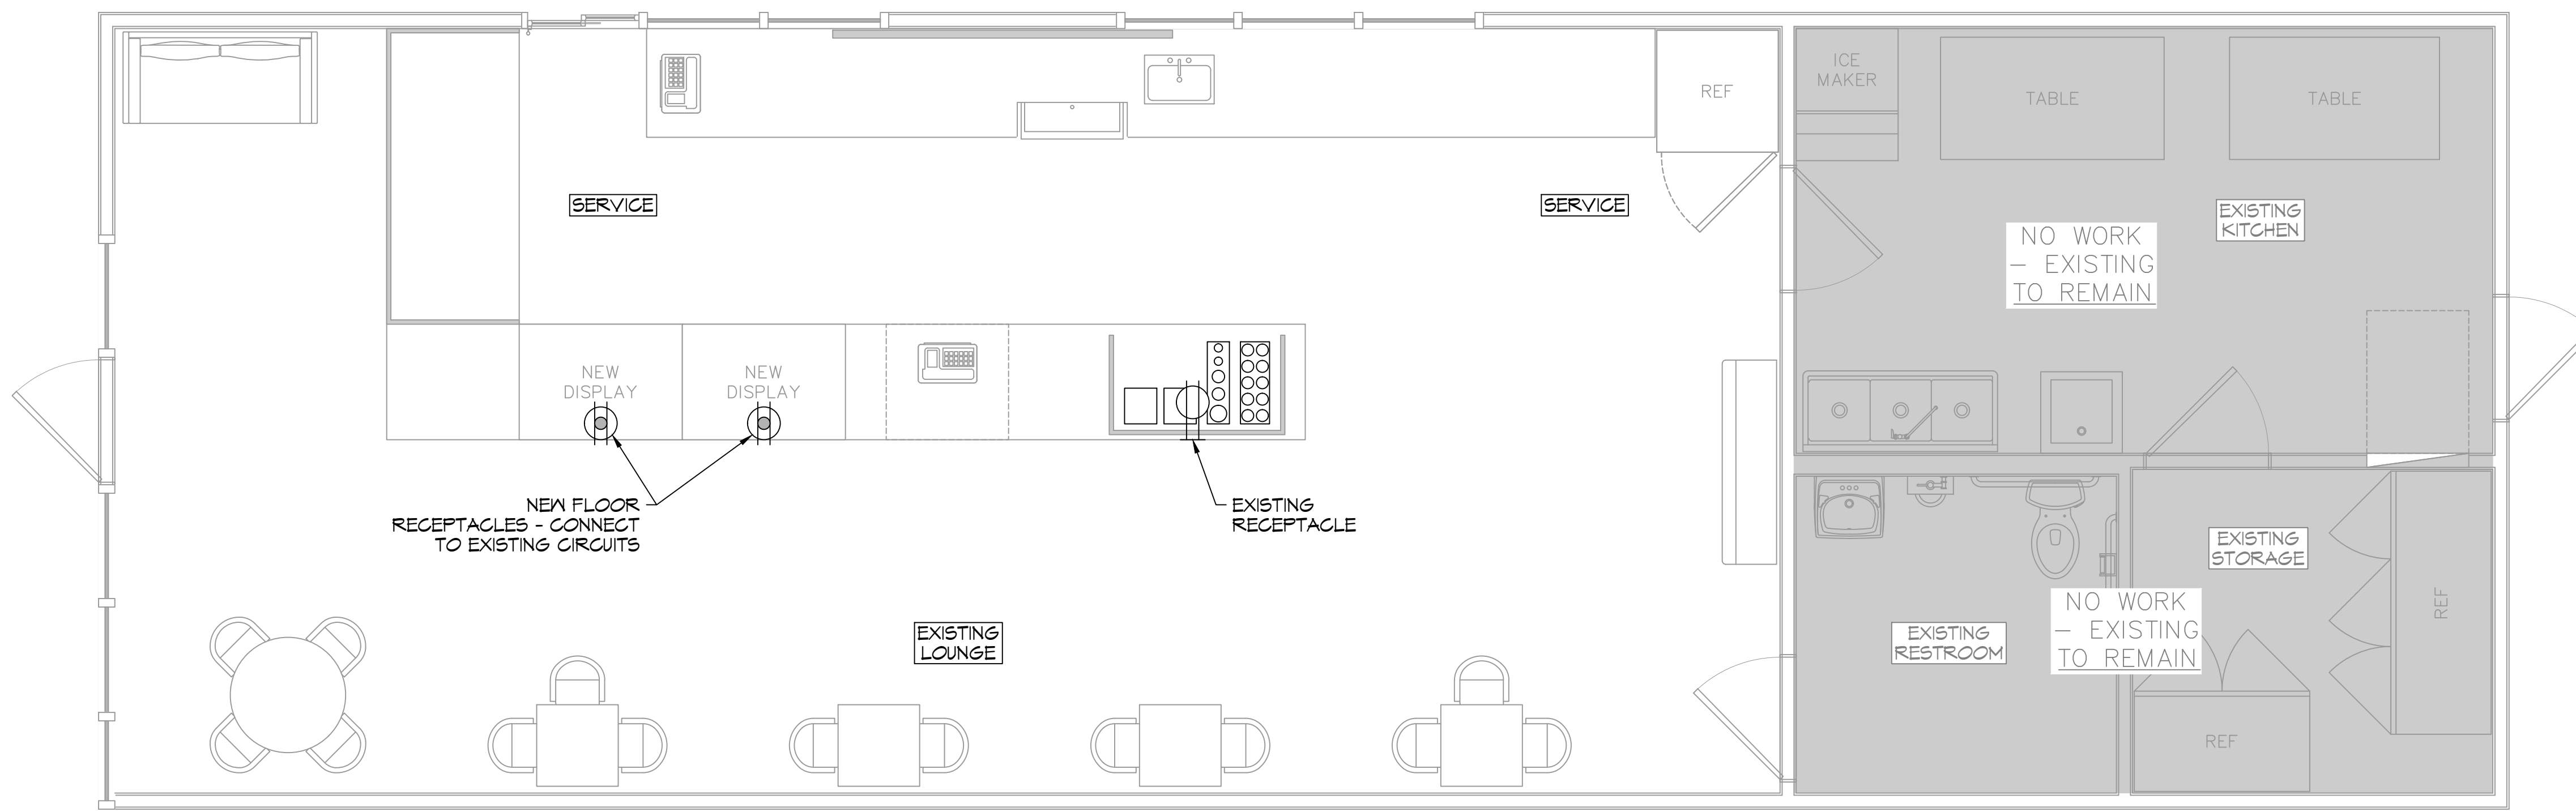 ICE
MAKER
TABLE
TABLE
REF
SERVICE
SERVICE
EXISTING
KITCHEN
NO WORK
- EXISTING
TO REMAIN
NEW
DISPLAY
NEW
DISPLAY
NEW FLOOR
RECEPTACLES - CONNECT
TO EXISTING CIRCUITS
EXISTING
RECEPTACLE
EXISTING
STORAGE
NO WORK
- EXISTING
TO REMAIN
REF
EXISTING
LOUNGE
EXISTING
RESTROOM
REF